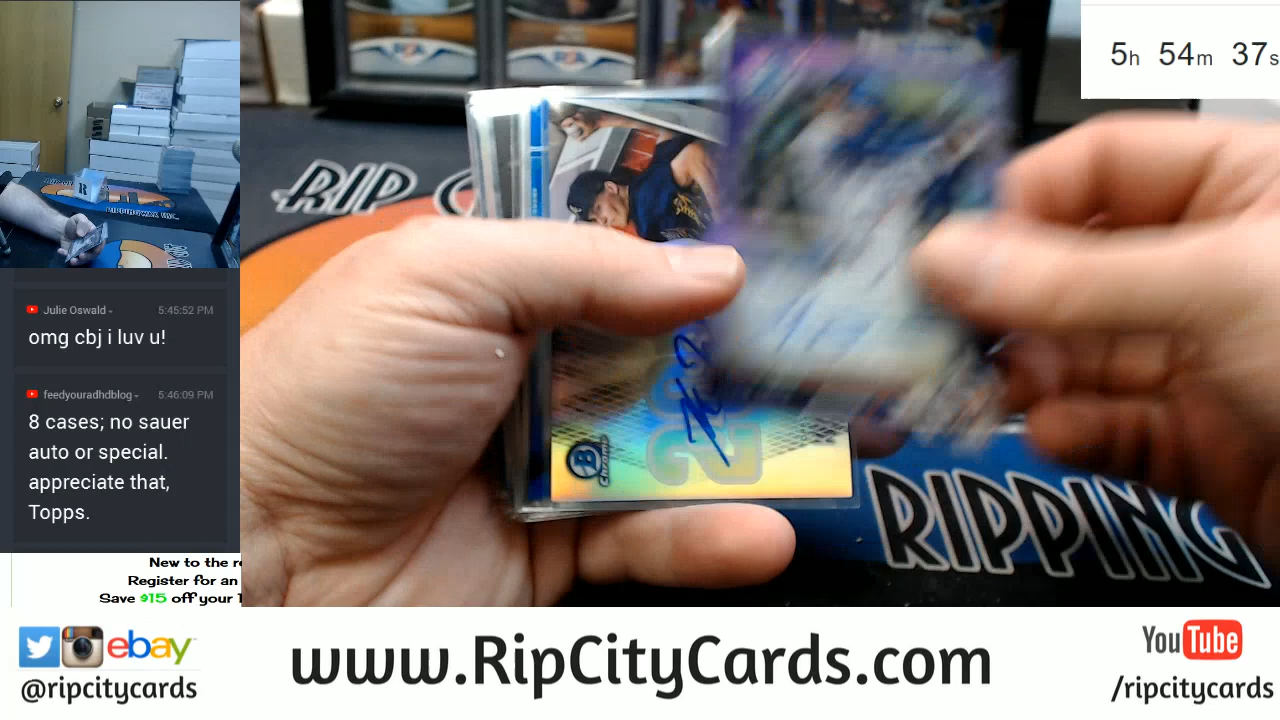 5h 54m 37s
RIP C
RIPPINGWAX INC.
Julie Oswald
5:45:52 PM
omg cbj i luv u!
feedyouradhdblog
5:46:09 PM
8 cases; no sauer
auto or special.
appreciate that,
Topps.
New to the r
Register for an
Save $15 off your
B
Chrome
RIPPING
ebay
@ripcitycards
www.RipCityCards.com
YouTube
/ripcitycards